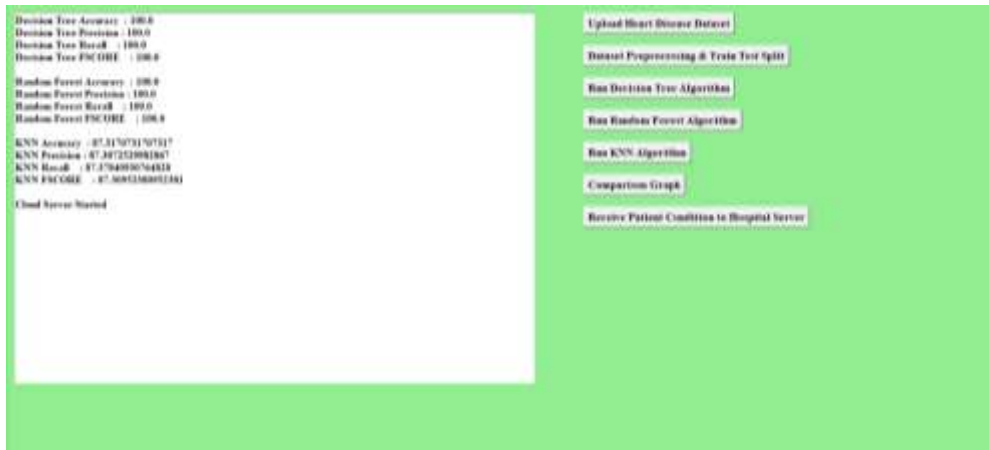 Decision Tree Accuracy : 100.0
Decision Tree Precision : 100.0
Decision Tree Recall : 100.0
Decision Tree FSCORE : 100.0
Random Forest Accuracy : 100.0
Random Forest Precision : 100.0
Random Forest Recall : 100.0
Random Forest FSCORE : 100.0
KNN Accuracy : 87.3170731707317
KNN Precision :
KNN Recall :
KNN FSCORE :
Cloud Server Started
Upload Heart Disease Dataset
Dataset Preprocessing & Train Test Split
Run Decision Tree Algorithm
Run Random Forest Algorithm
Run KNN Algorithm
Comparison Graph
Receive Patient Condition to Hospital Server